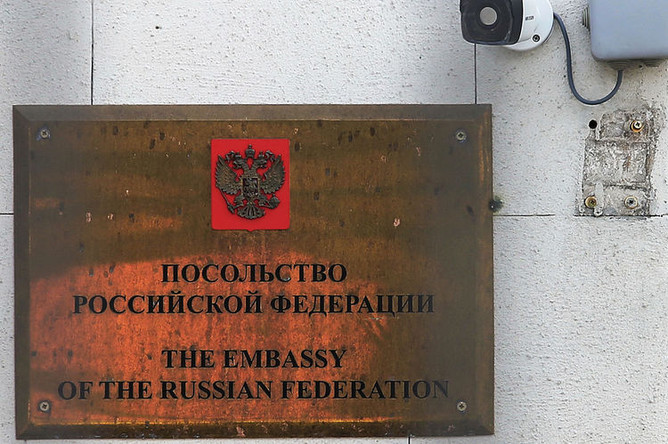 ПОСОЛЬСТВО
РОССИЙСКОЙ ФЕДЕРАЦИИ
THE EMBASSY
OF THE RUSSIAN FEDERATION